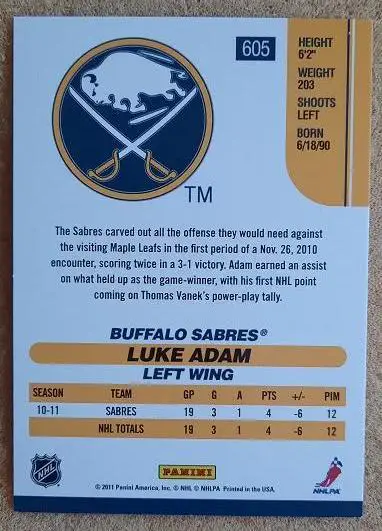 605
HEIGHT
6'2"
WEIGHT
203
SHOOTS
LEFT
BORN
6/18/90
TM
The Sabres carved out all the offense they would need against
the visiting Maple Leafs in the first period of a Nov. 26, 2010
encounter, scoring twice in a 3-1 victory. Adam earned an assist
on what held up as the game-winner, with his first NHL point
coming on Thomas Vanek's power-play tally.
BUFFALO SABRES®
LUKE ADAM
LEFT WING
SEASON TEAM GP G A PTS +/- PIM
10-11 SABRES 19 3 1 4 -6 12
NHL TOTALS 19 3 1 4 -6 12
NHL
PANINI
NHLPA
© 2011 Panini America, Inc. © NHL © NHLPA Printed in the USA.